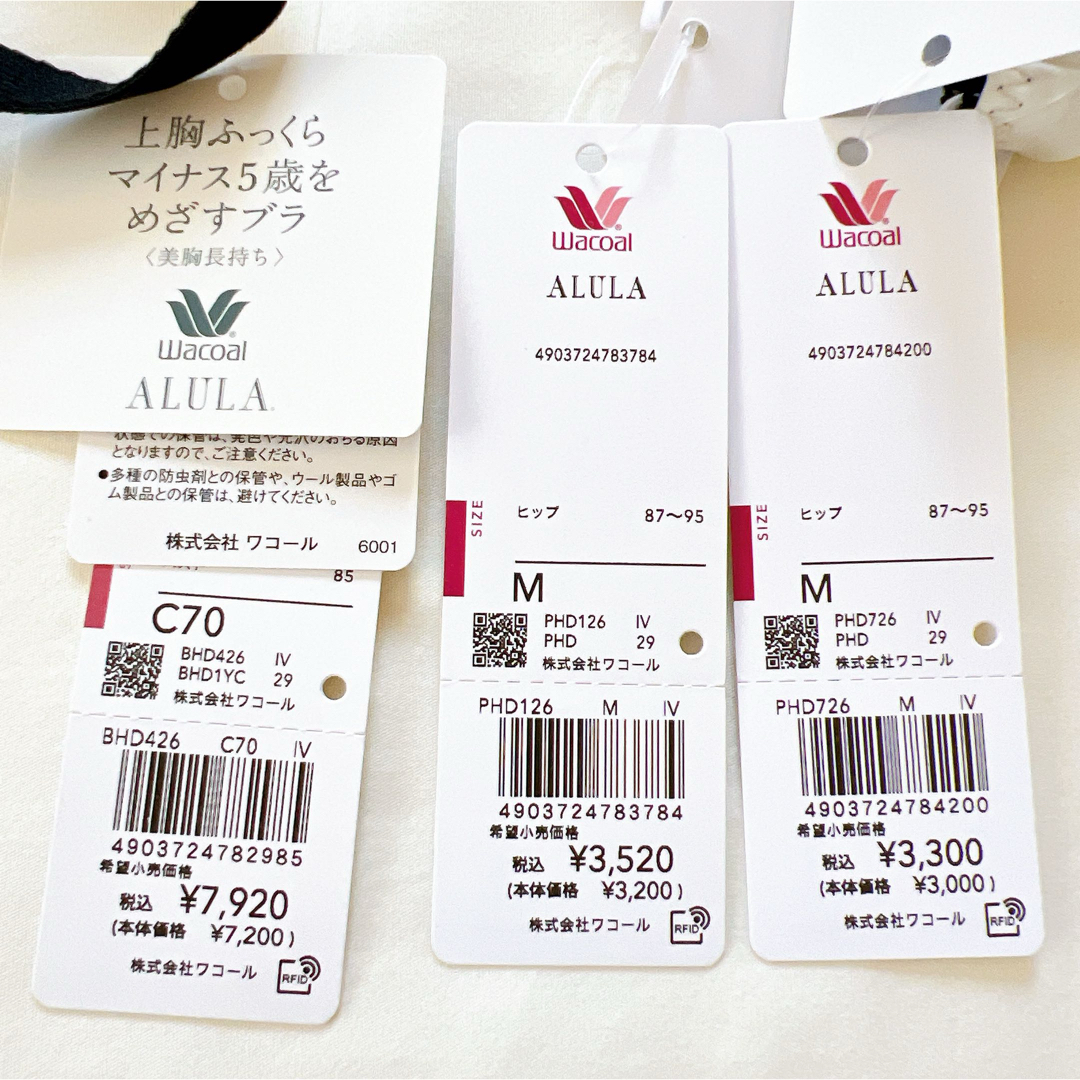 上胸ふっくら
マイナス5歳を
めざすブラ
〈美胸長持ち〉
Wacoal
ALULA
状態での保管は、発色や光沢のおちる原因
となりますので、ご注意ください。
●多種の防虫剤との保管や、ウール製品やゴ
ム製品との保管は、避けてください。
株式会社 ワコール 6001
85
C70
BHD426 IV
BHD1YC 29
株式会社ワコール
BHD426 C70 IV
4903724782985
希望小売価格
税込 ¥7,920
(本体価格 ¥7,200)
株式会社ワコール RFID
Wacoal
ALULA
4903724783784
SIZE
ヒップ 87〜95
M
PHD126 IV
PHD 29
株式会社ワコール
PHD126 M IV
4903724783784
希望小売価格
税込 ¥3,520
(本体価格 ¥3,200)
株式会社ワコール RFID
Wacoal
ALULA
4903724784200
SIZE
ヒップ 87〜95
M
PHD726 IV
PHD 29
株式会社ワコール
PHD726 M IV
4903724784200
希望小売価格
税込 ¥3,300
(本体価格 ¥3,000)
株式会社ワコール RFID